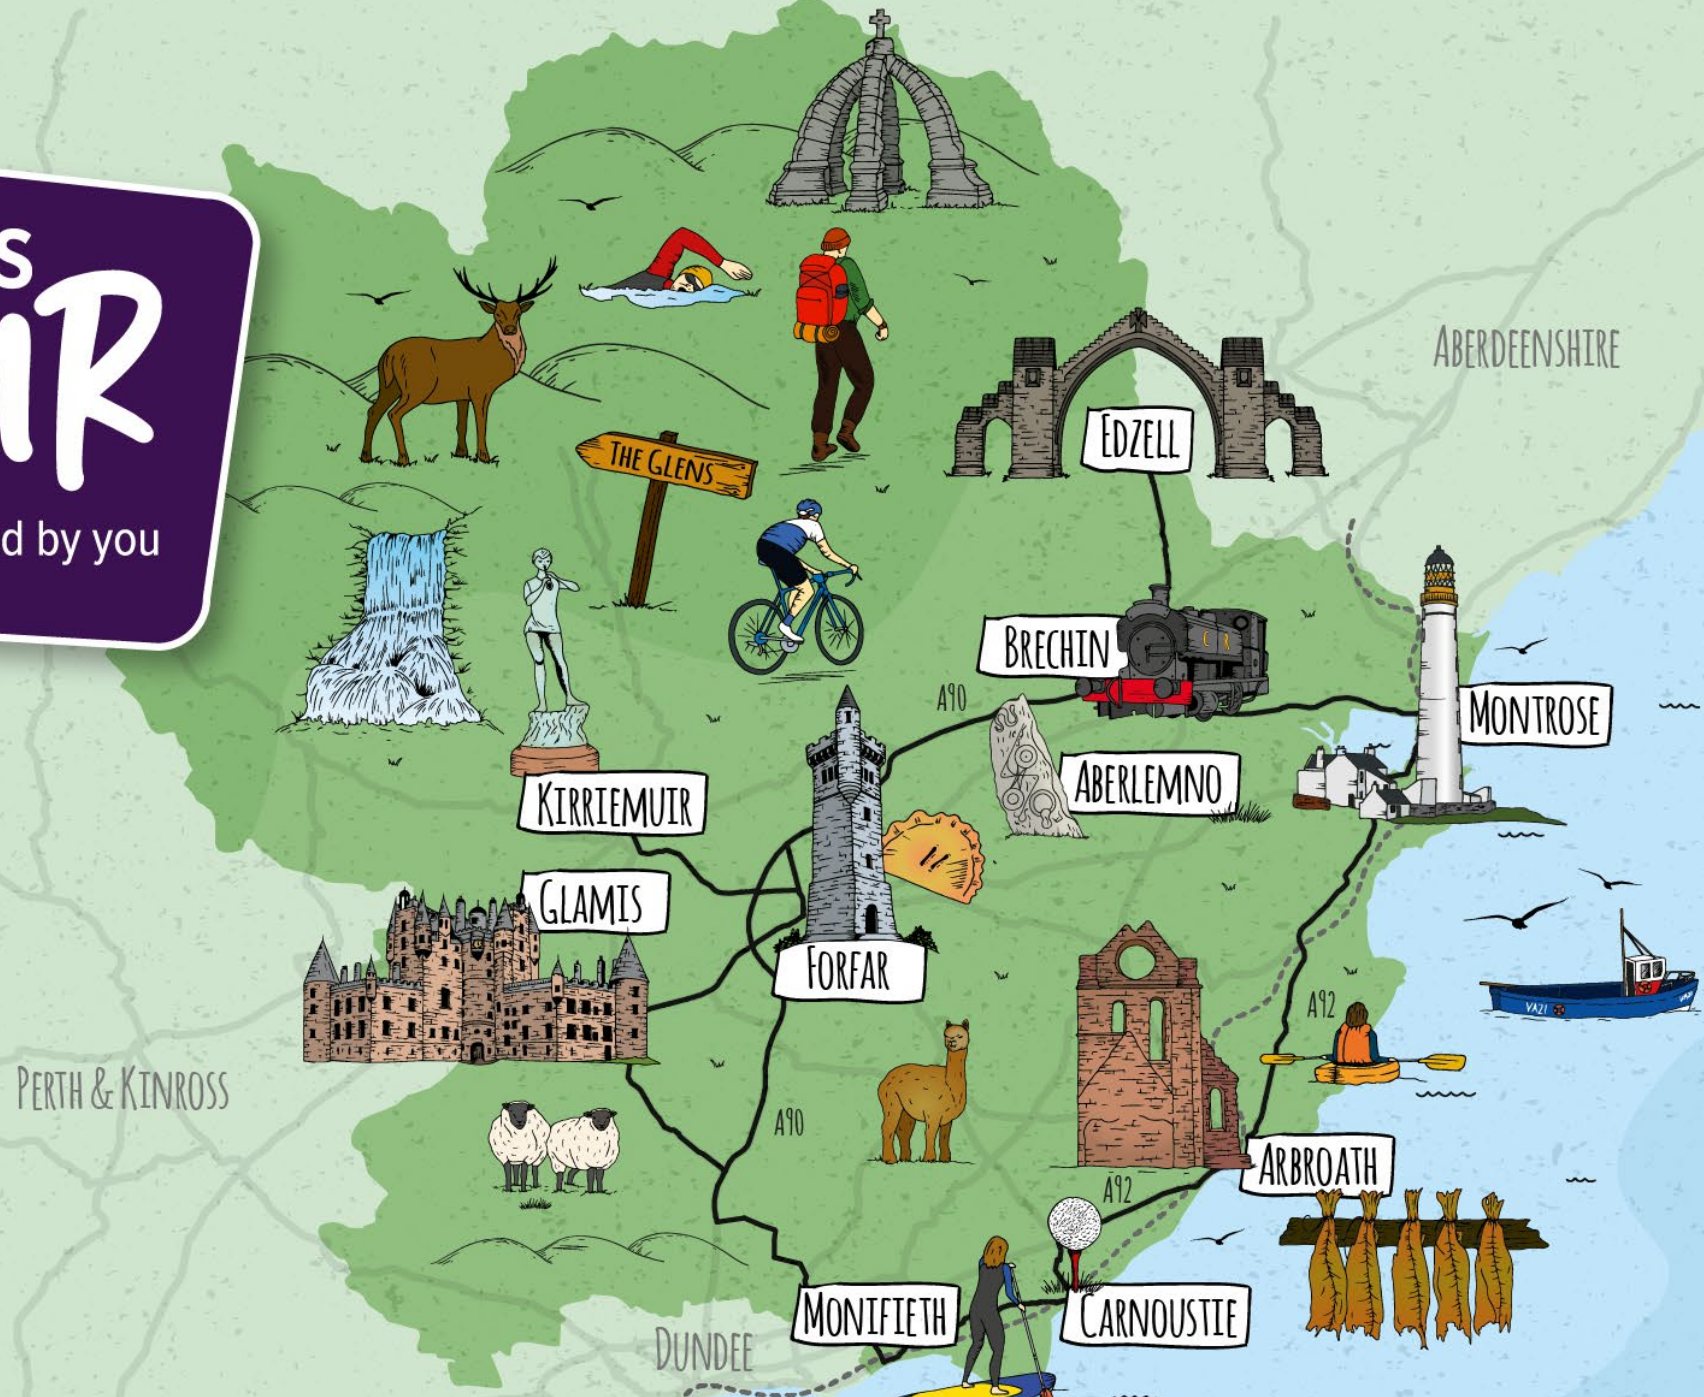 S
IR
d by you
ABERDEENSHIRE
EDZELL
THE GLENS
BRECHIN
C R
A90
MONTROSE
ABERLEMNO
KIRRIEMUIR
GLAMIS
FORFAR
A92
VA21
PERTH & KINROSS
A90
ARBROATH
A92
MONIFIETH
CARNOUSTIE
DUNDEE